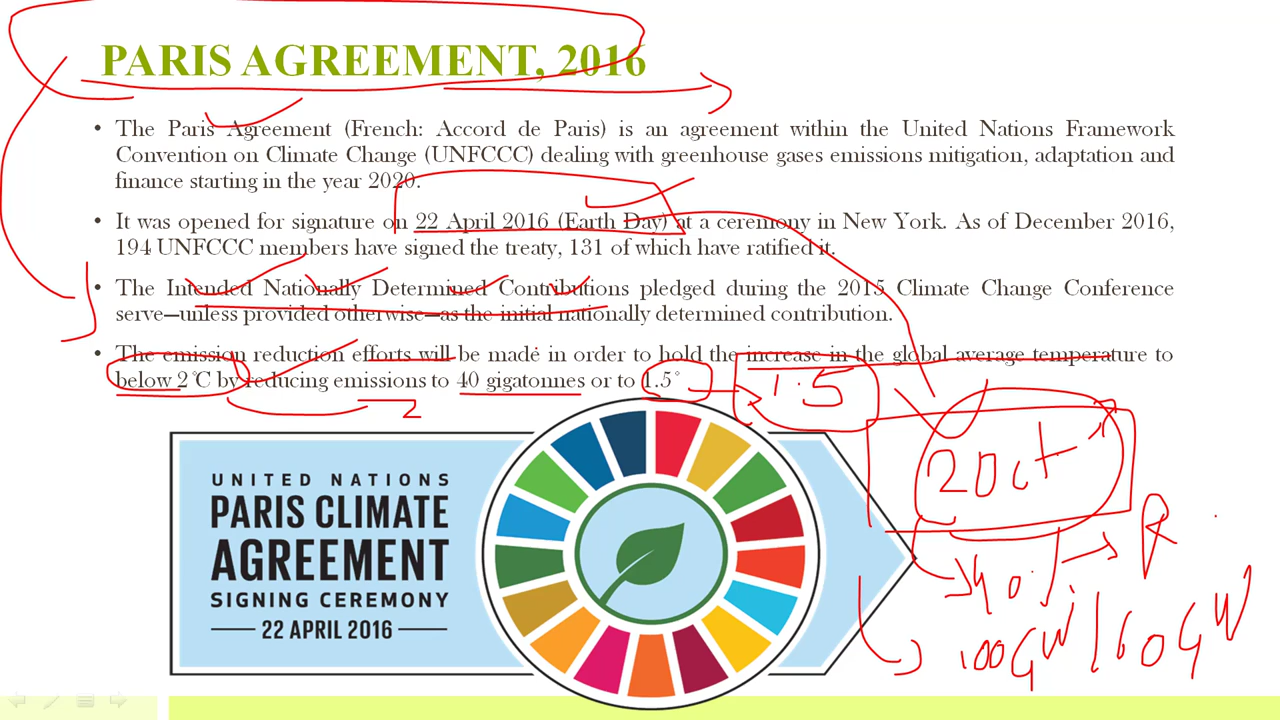 PARIS AGREEMENT, 2016
• The Paris Agreement (French: Accord de Paris) is an agreement within the United Nations Framework
Convention on Climate Change (UNFCCC) dealing with greenhouse gases emissions mitigation, adaptation and
finance starting in the year 2020.
• It was opened for signature on 22 April 2016 (Earth Day) at a ceremony in New York. As of December 2016,
194 UNFCCC members have signed the treaty, 131 of which have ratified it.
• The Intended Nationally Determined Contributions pledged during the 2015 Climate Change Conference
serve—unless provided otherwise—as the initial nationally determined contribution.
• The emission reduction efforts will be made in order to hold the increase in the global average temperature to
below 2°C by reducing emissions to 40 gigatonnes or to 1.5°
1.5
2 Oct
UNITED NATIONS
PARIS CLIMATE
AGREEMENT
SIGNING CEREMONY
22 APRIL 2016
40% R
100GW/60GW